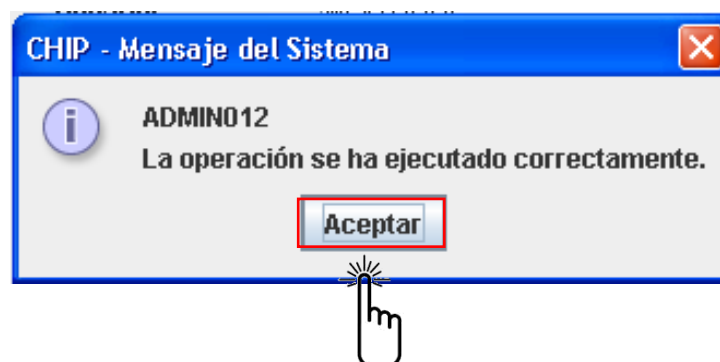 CHIP - Mensaje del Sistema
ADMIN012
La operación se ha ejecutado correctamente.
Aceptar